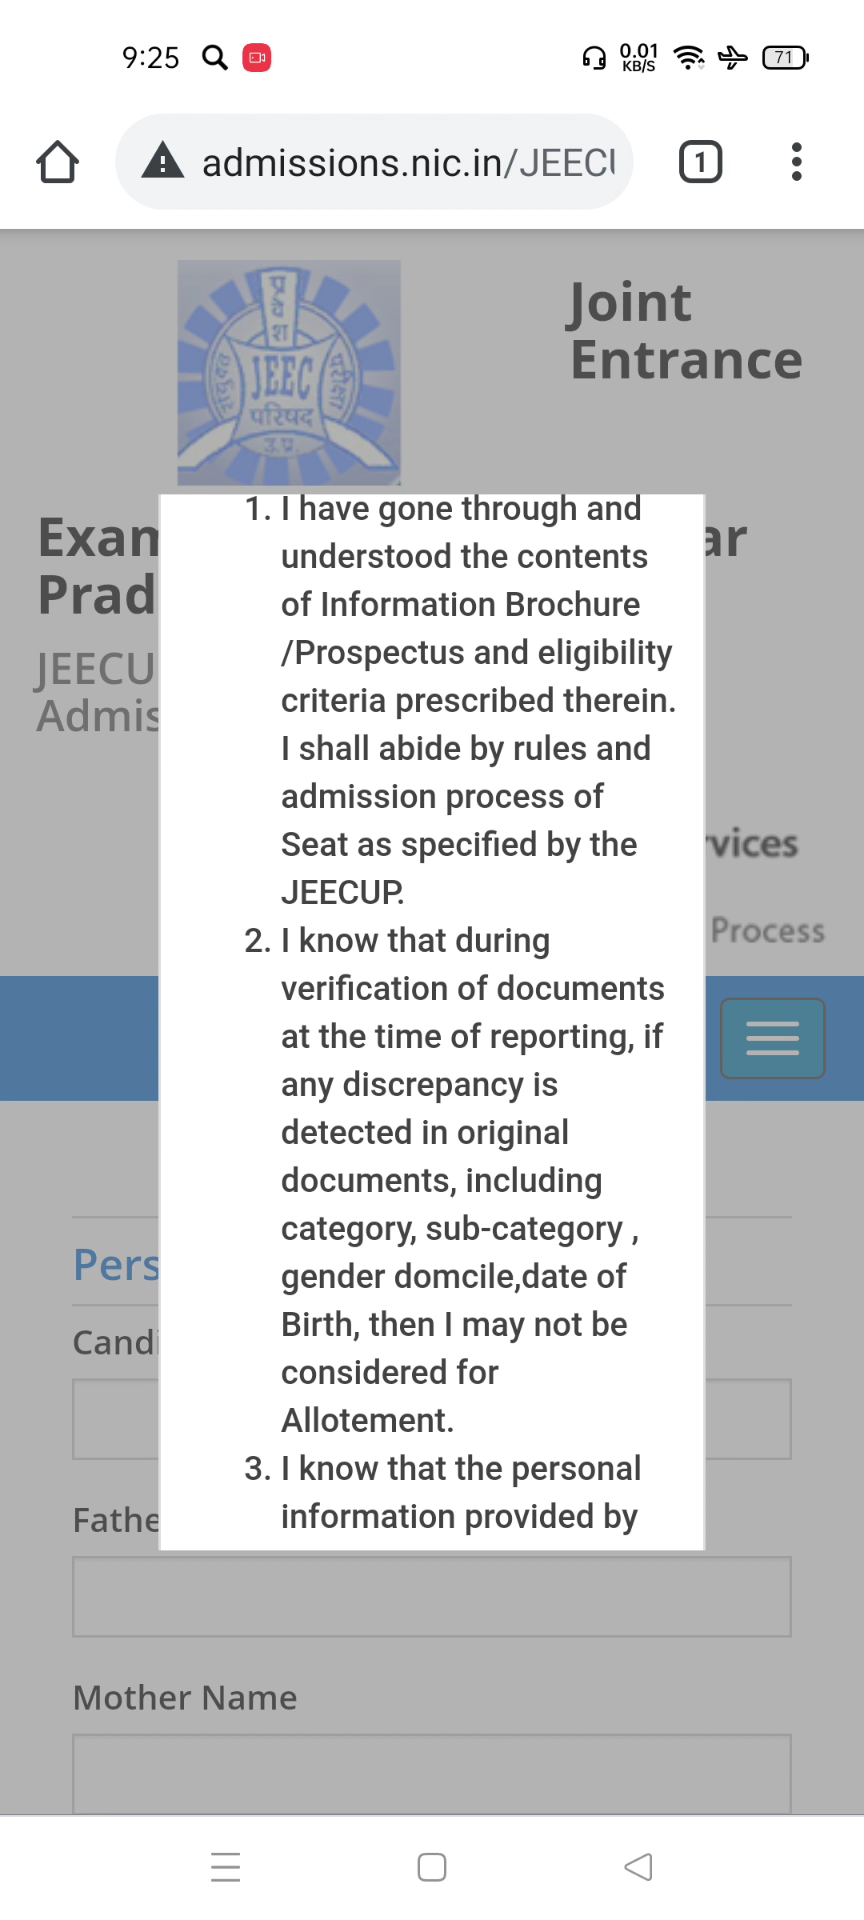 9:25
0.01
KB/S
71
admissions.nic.in/JEECU
1
प्रवेश
संयुक्त
JEEC
परीक्षा
परिषद
उ.प्र.
Joint
Entrance
Exam
ar
Prad
JEECU
Admis
rvices
Process
1. I have gone through and
understood the contents
of Information Brochure
/Prospectus and eligibility
criteria prescribed therein.
I shall abide by rules and
admission process of
Seat as specified by the
JEECUP.
2. I know that during
verification of documents
at the time of reporting, if
any discrepancy is
detected in original
documents, including
category, sub-category ,
gender domcile,date of
Birth, then I may not be
considered for
Allotement.
3. I know that the personal
information provided by
Pers
Candi
Fathe
Mother Name